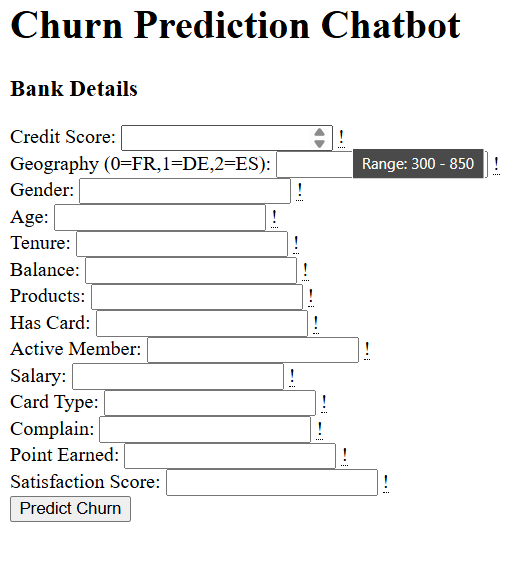 Churn Prediction Chatbot
Bank Details
Credit Score: !
Geography (0=FR,1=DE,2=ES): Range: 300 - 850 !
Gender: !
Age: !
Tenure: !
Balance: !
Products: !
Has Card: !
Active Member: !
Salary: !
Card Type: !
Complain: !
Point Earned: !
Satisfaction Score: !
Predict Churn